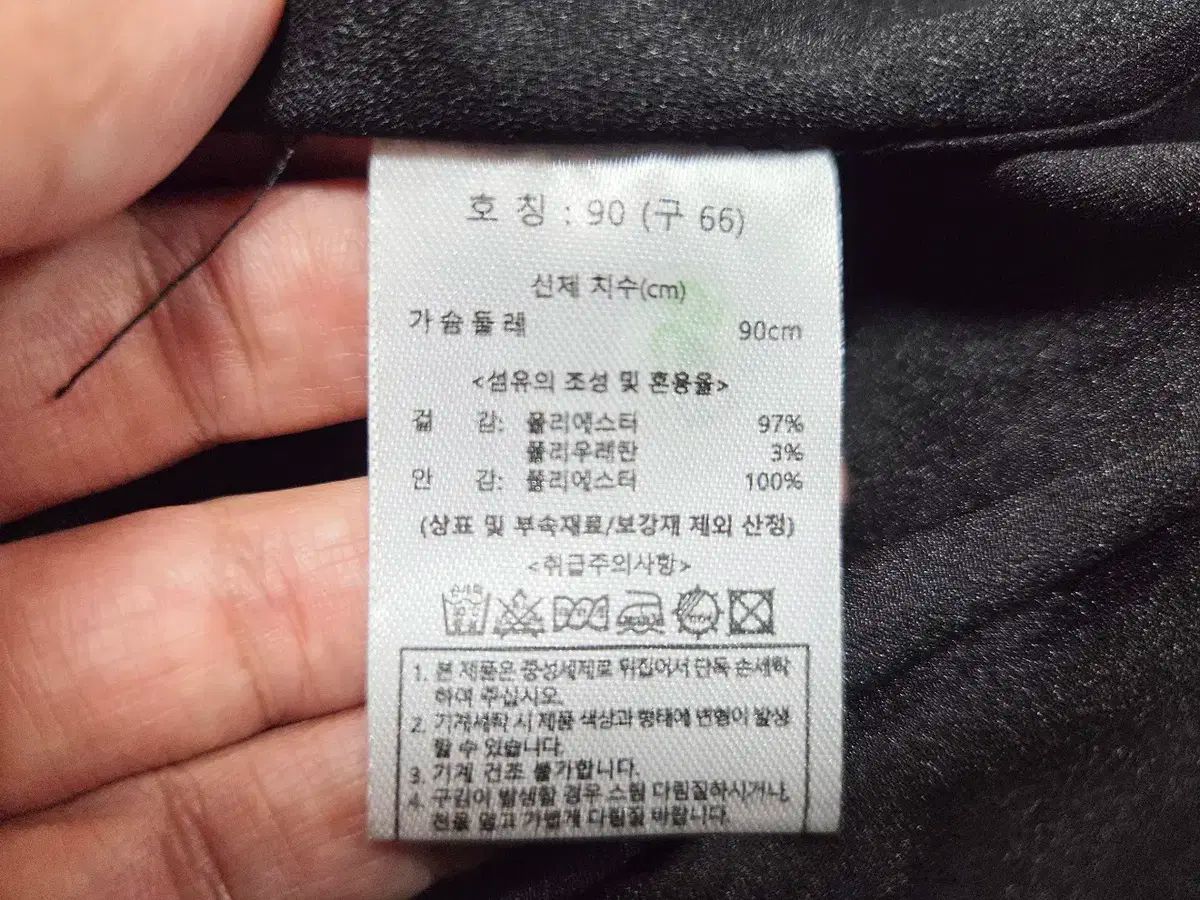 호 칭 : 90 (구 66)
신체 치수(cm)
가슴둘레 90cm
<섬유의 조성 및 혼용율>
겉 감: 폴리에스터 97%
폴리우레탄 3%
안 감: 폴리에스터 100%
(상표 및 부속재료/보강재 제외 산정)
<취급주의사항>
1. 본 제품은 중성세제로 뒤집어서 단독 손세탁
하여 주십시오.
2. 기계세탁 시 제품 색상과 형태에 변형이 발생
할 수 있습니다.
3. 기계 건조 불가합니다.
4. 구김이 발생할 경우 스팀 다림질하시거나,
천을 덮고 가볍게 다림질 바랍니다.